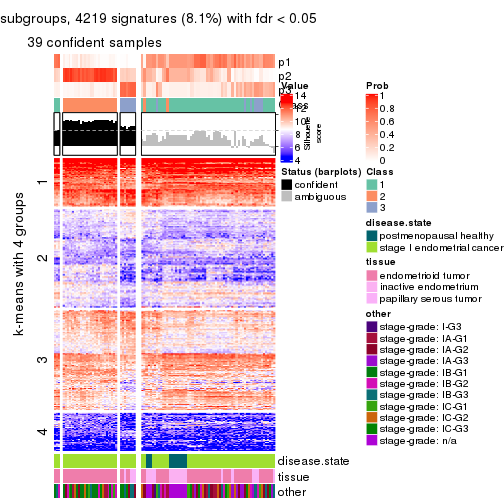 subgroups, 4219 signatures (8.1%) with fdr < 0.05
39 confident samples
p1
p2
p3
Value
14
12
10
8
6
4
Silhouette
score
Prob
1
0.8
0.6
0.4
0.2
0
Status (barplots)
confident
ambiguous
Class
1
2
3
disease.state
postmenopausal healthy
stage I endometrial cancer
tissue
endometrioid tumor
inactive endometrium
papillary serous tumor
other
stage-grade: I-G3
stage-grade: IA-G1
stage-grade: IA-G2
stage-grade: IA-G3
stage-grade: IB-G1
stage-grade: IB-G2
stage-grade: IB-G3
stage-grade: IC-G1
stage-grade: IC-G2
stage-grade: IC-G3
stage-grade: n/a
k-means with 4 groups
1
2
3
4
disease.state
tissue
other